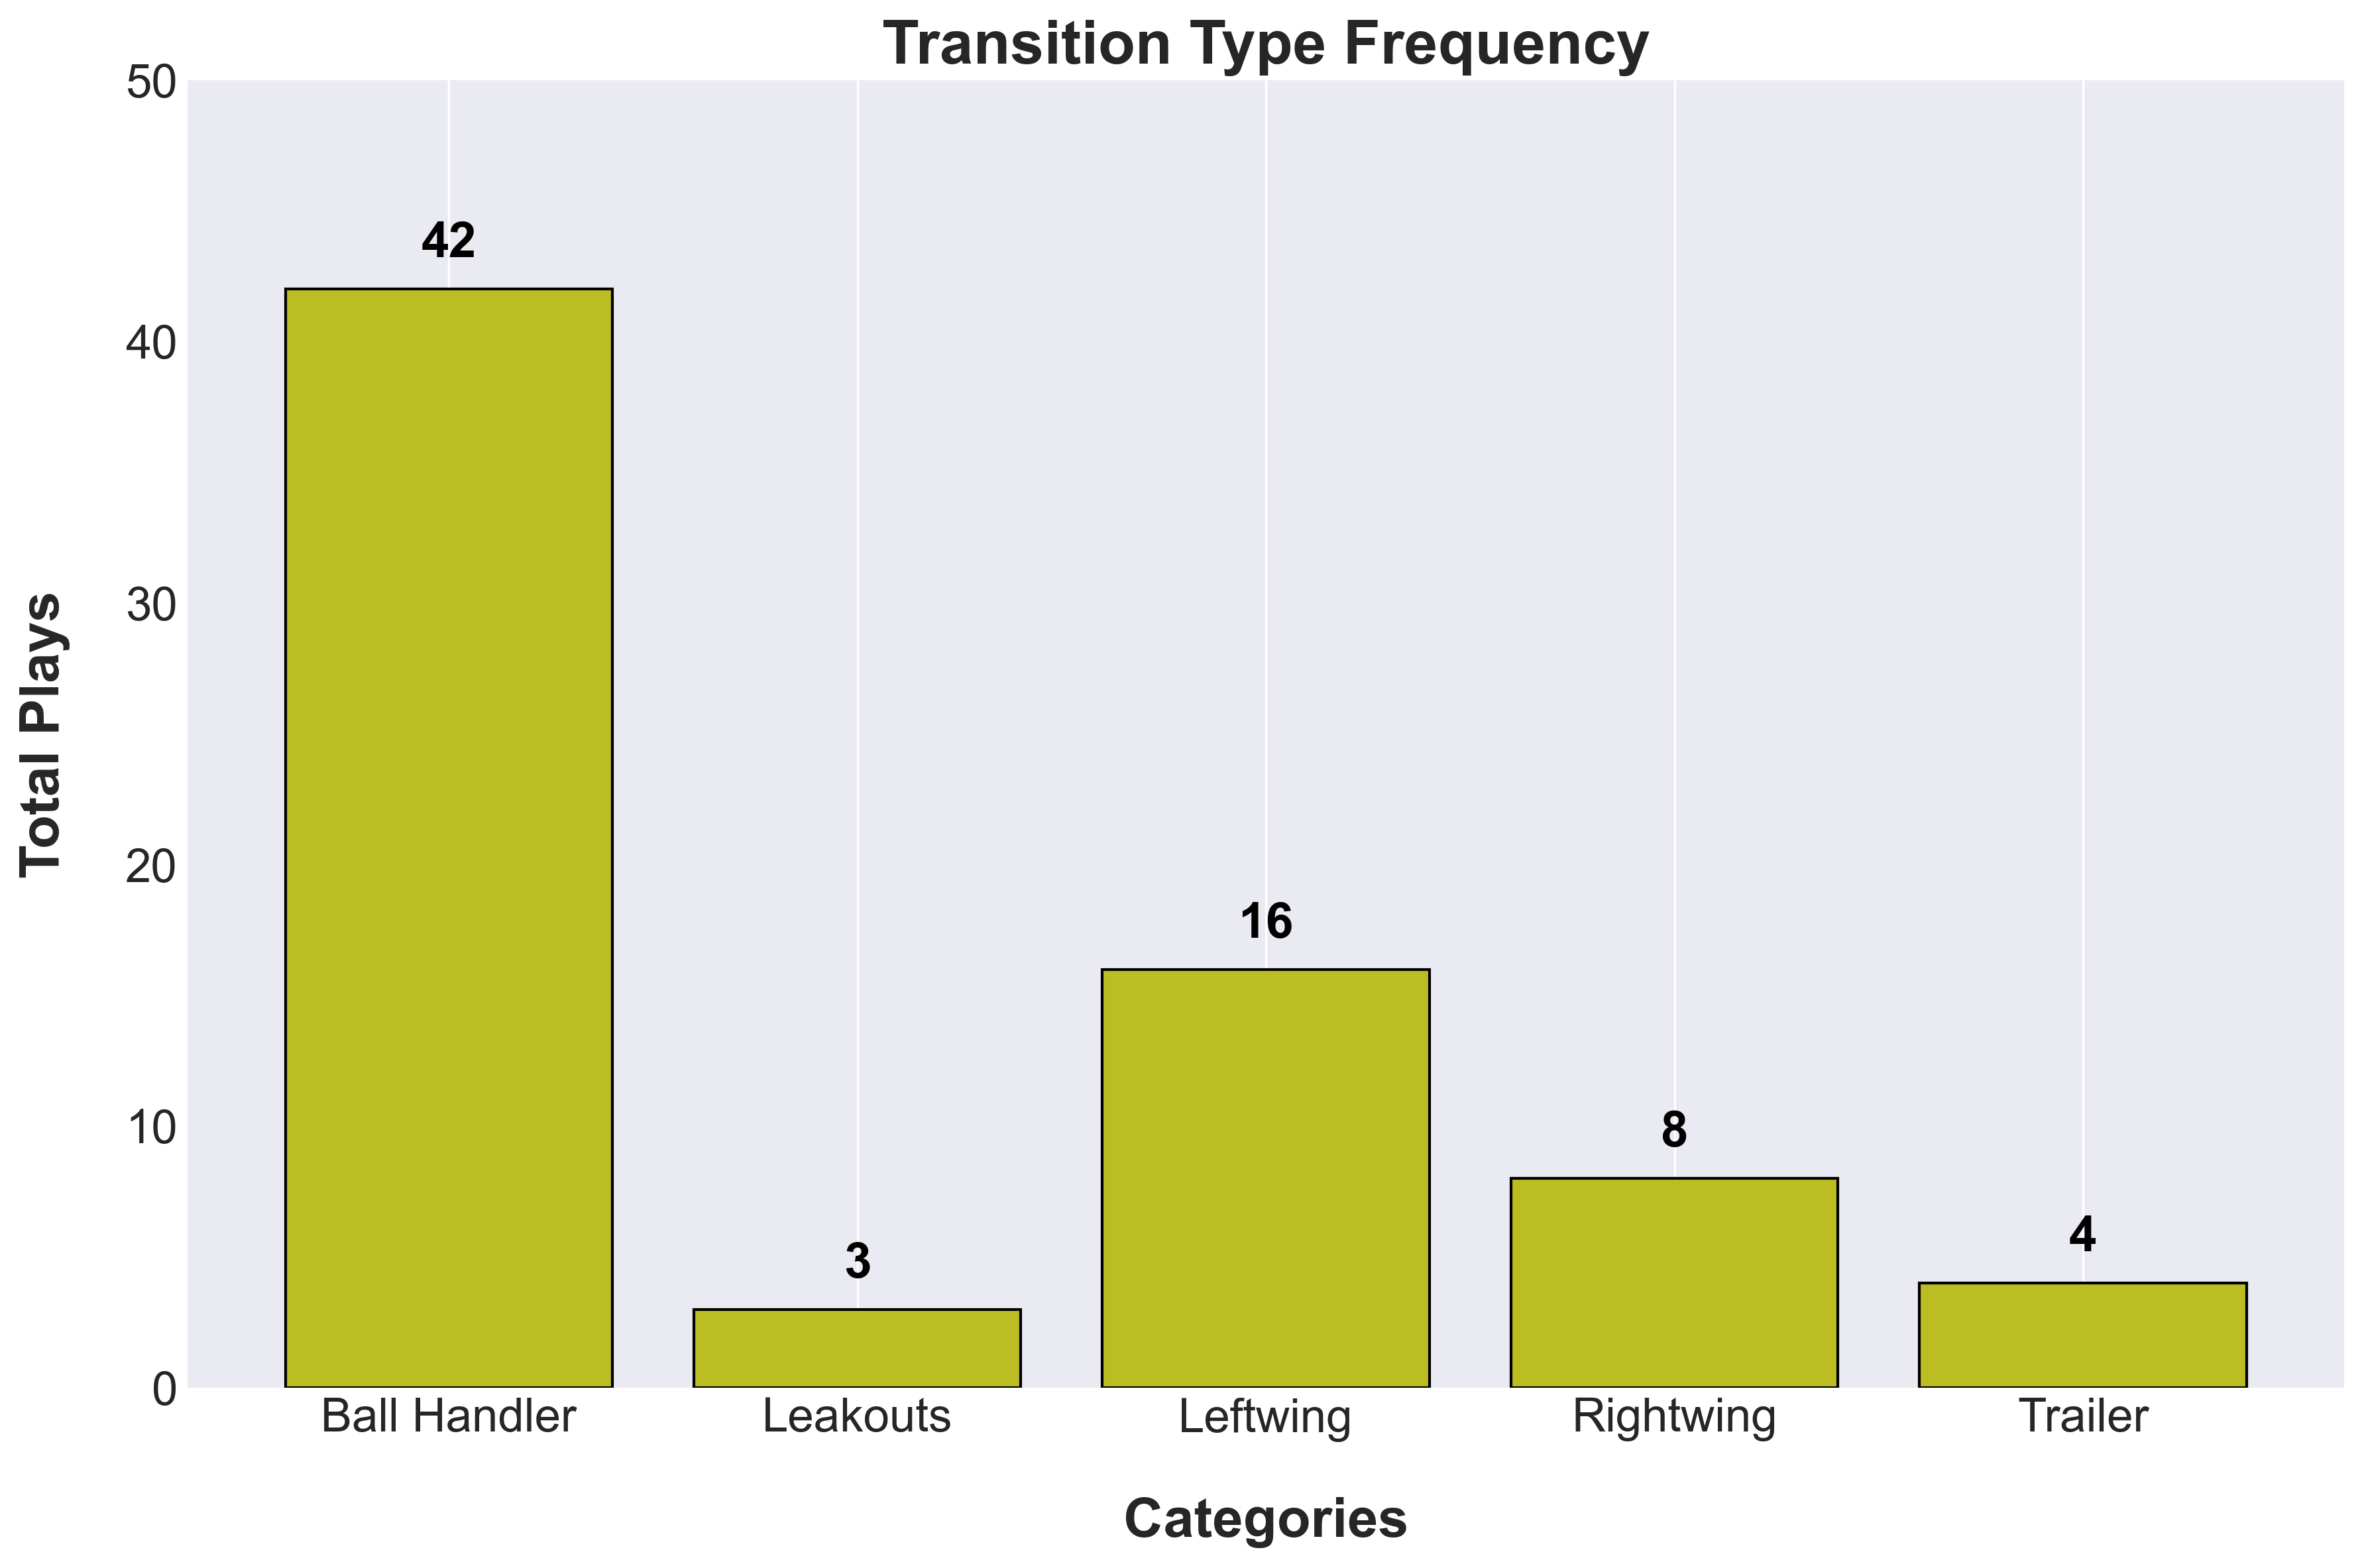 Transition Type Frequency
50
40
30
20
10
0
Total Plays
42
3
16
8
4
Ball Handler
Leakouts
Leftwing
Rightwing
Trailer
Categories